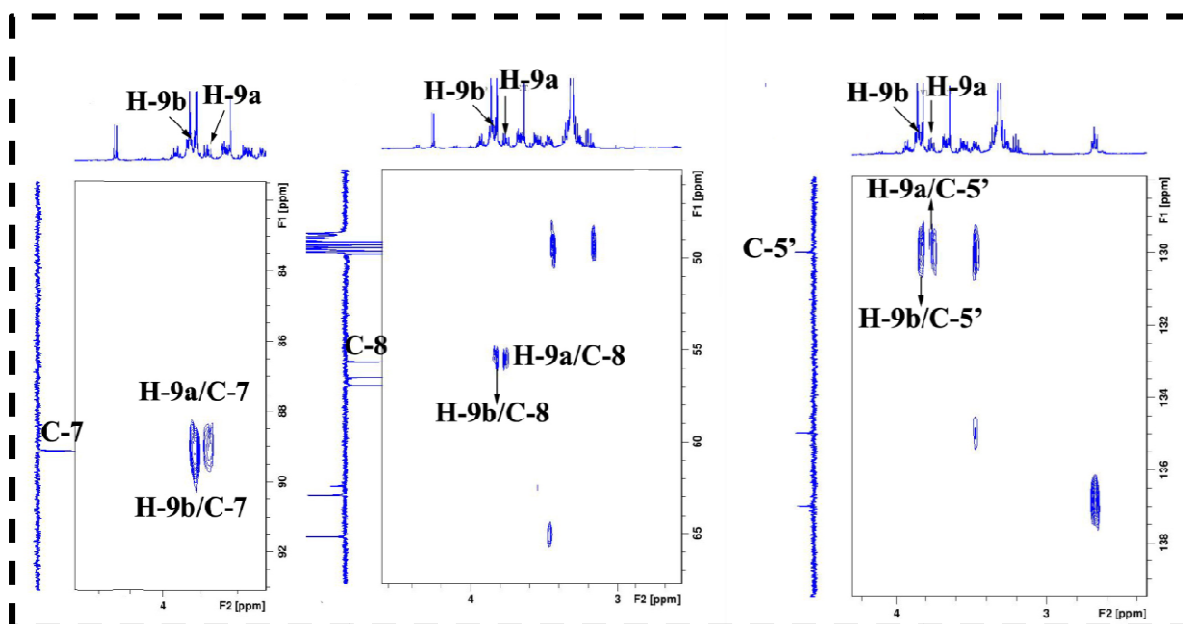 H-9b
H-9a
F1 [ppm]
84
86
88
90
92
C-7
H-9a/C-7
H-9b/C-7
4
F2 [ppm]
H-9b
H-9a
F1 [ppm]
50
55
60
65
C-8
H-9a/C-8
H-9b/C-8
4
3
F2 [ppm]
H-9b
H-9a
H-9a/C-5’
C-5’
H-9b/C-5’
F1 [ppm]
130
132
134
136
138
4
3
F2 [ppm]